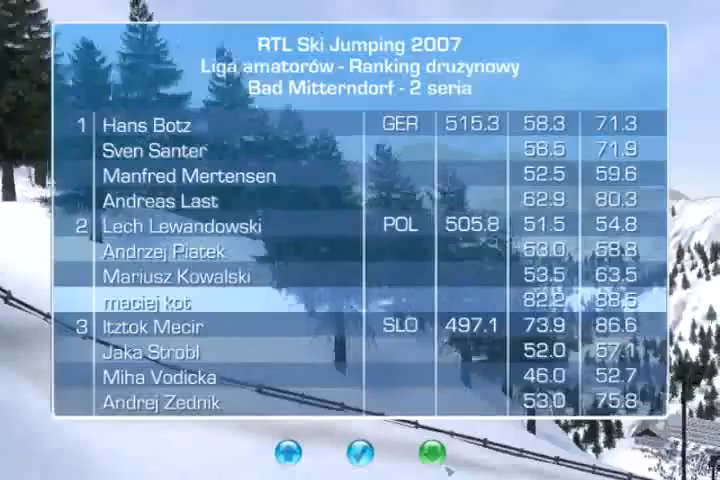 RTL Ski Jumping 2007
Liga amatorów - Ranking drużynowy
Bad Mitterndorf - 2 seria
1 Hans Botz GER 515.3 58.3 71.3
Sven Santer 58.5 71.9
Manfred Mertensen 52.5 59.6
Andreas Last 62.9 80.3
2 Lech Lewandowski POL 505.8 51.5 54.8
Andrzej Piatek 53.0 58.8
Mariusz Kowalski 53.5 63.5
maciej kot 82.2 88.5
3 Itztok Mecir SLO 497.1 73.9 86.6
Jaka Strobl 52.0 57.1
Miha Vodicka 46.0 52.7
Andrej Zednik 53.0 75.8